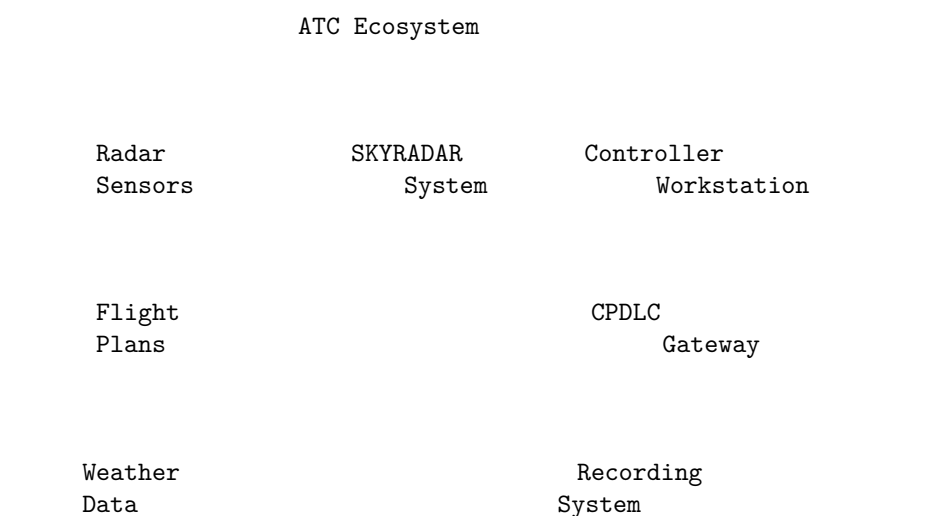 ATC Ecosystem
Radar SKYRADAR Controller
Sensors System Workstation
Flight CPDLC
Plans Gateway
Weather Recording
Data System